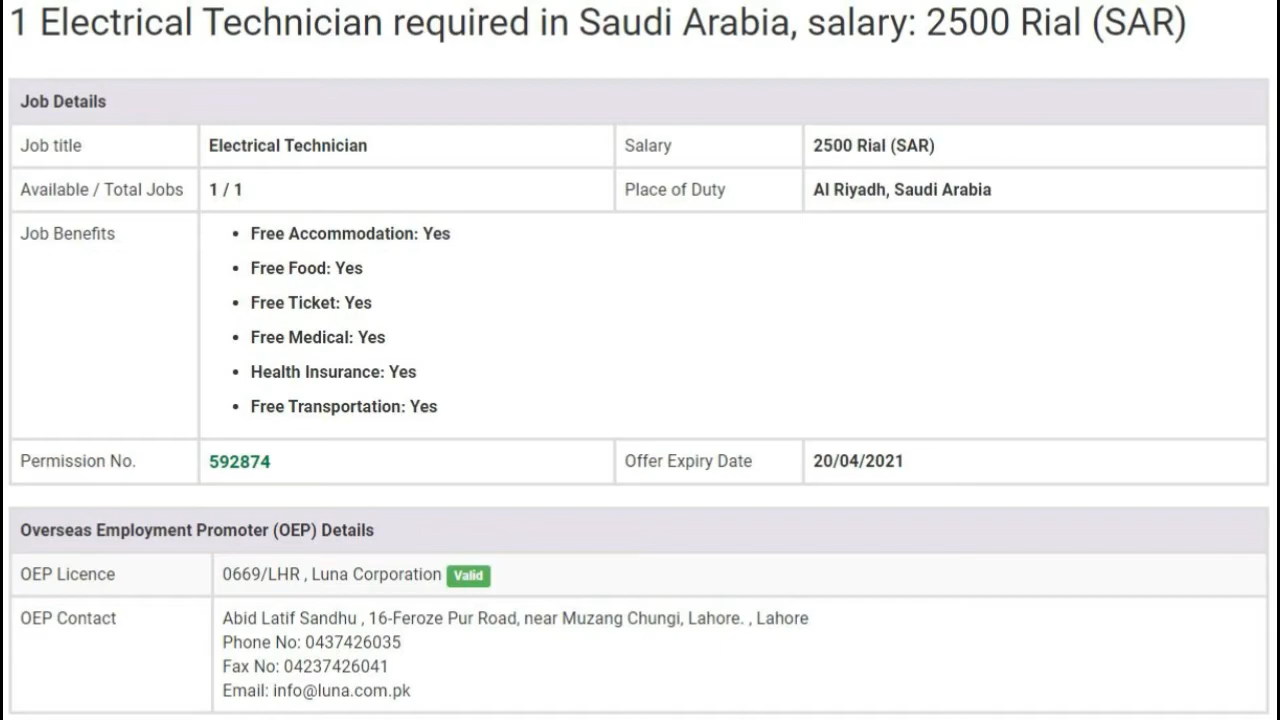 1 Electrical Technician required in Saudi Arabia, salary: 2500 Rial (SAR)
Job Details
Job title Electrical Technician Salary 2500 Rial (SAR)
Available / Total Jobs 1 / 1 Place of Duty Al Riyadh, Saudi Arabia
Job Benefits • Free Accommodation: Yes
• Free Food: Yes
• Free Ticket: Yes
• Free Medical: Yes
• Health Insurance: Yes
• Free Transportation: Yes
Permission No. 592874 Offer Expiry Date 20/04/2021
Overseas Employment Promoter (OEP) Details
OEP Licence 0669/LHR , Luna Corporation Valid
OEP Contact Abid Latif Sandhu , 16-Feroze Pur Road, near Muzang Chungi, Lahore. , Lahore
Phone No: 0437426035
Fax No: 04237426041
Email: info@luna.com.pk